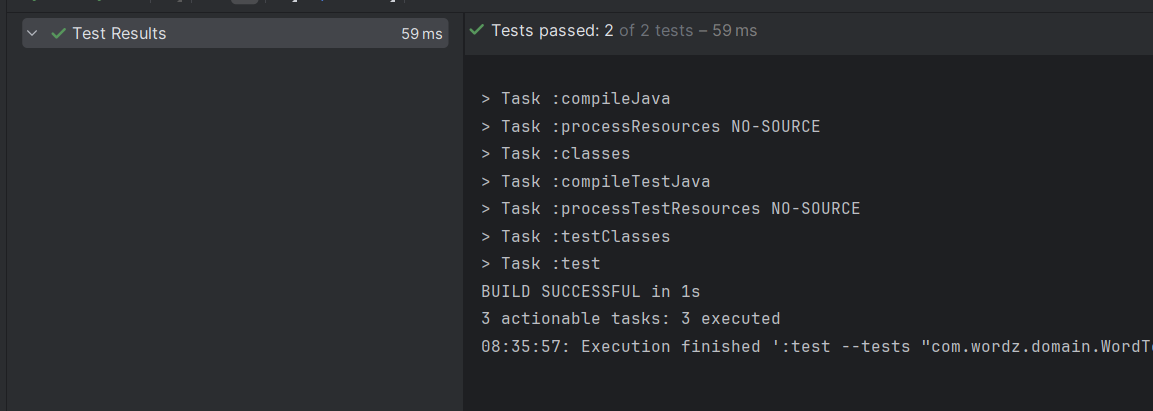 Test Results 59 ms
Tests passed: 2 of 2 tests – 59 ms
> Task :compileJava
> Task :processResources NO-SOURCE
> Task :classes
> Task :compileTestJava
> Task :processTestResources NO-SOURCE
> Task :testClasses
> Task :test
BUILD SUCCESSFUL in 1s
3 actionable tasks: 3 executed
08:35:57: Execution finished ':test --tests "com.wordz.domain.WordT